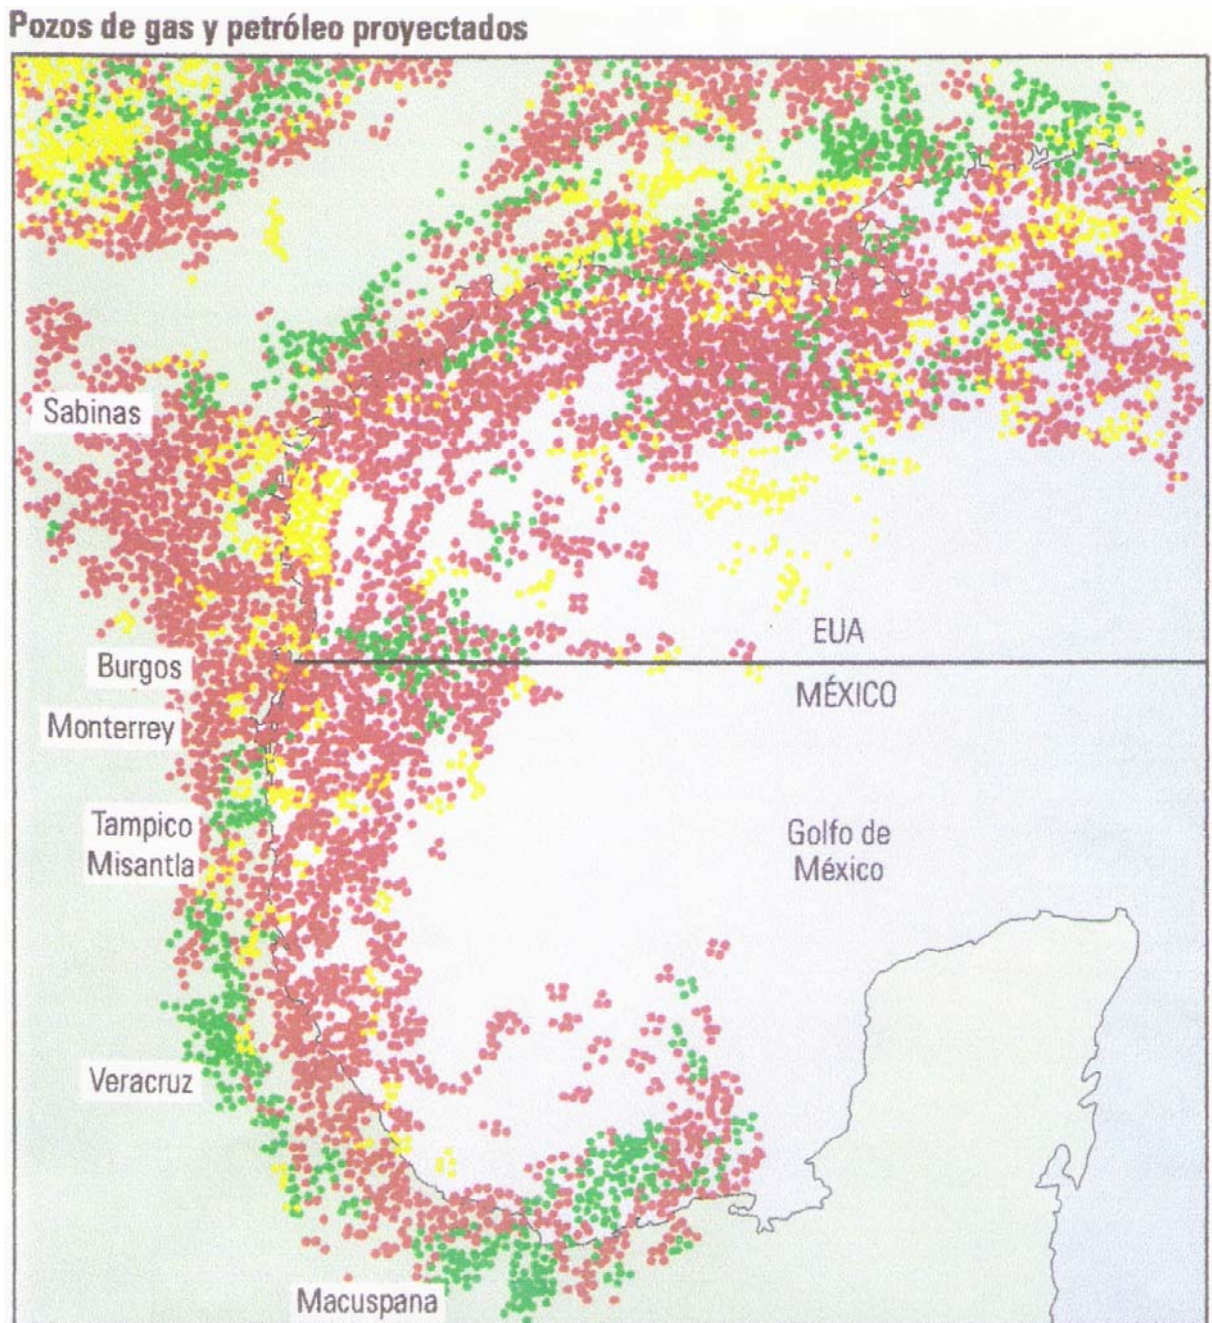 Pozos de gas y petróleo proyectados
Sabinas
EUA
Burgos
MÉXICO
Monterrey
Tampico
Misantla
Golfo de
México
Veracruz
Macuspana